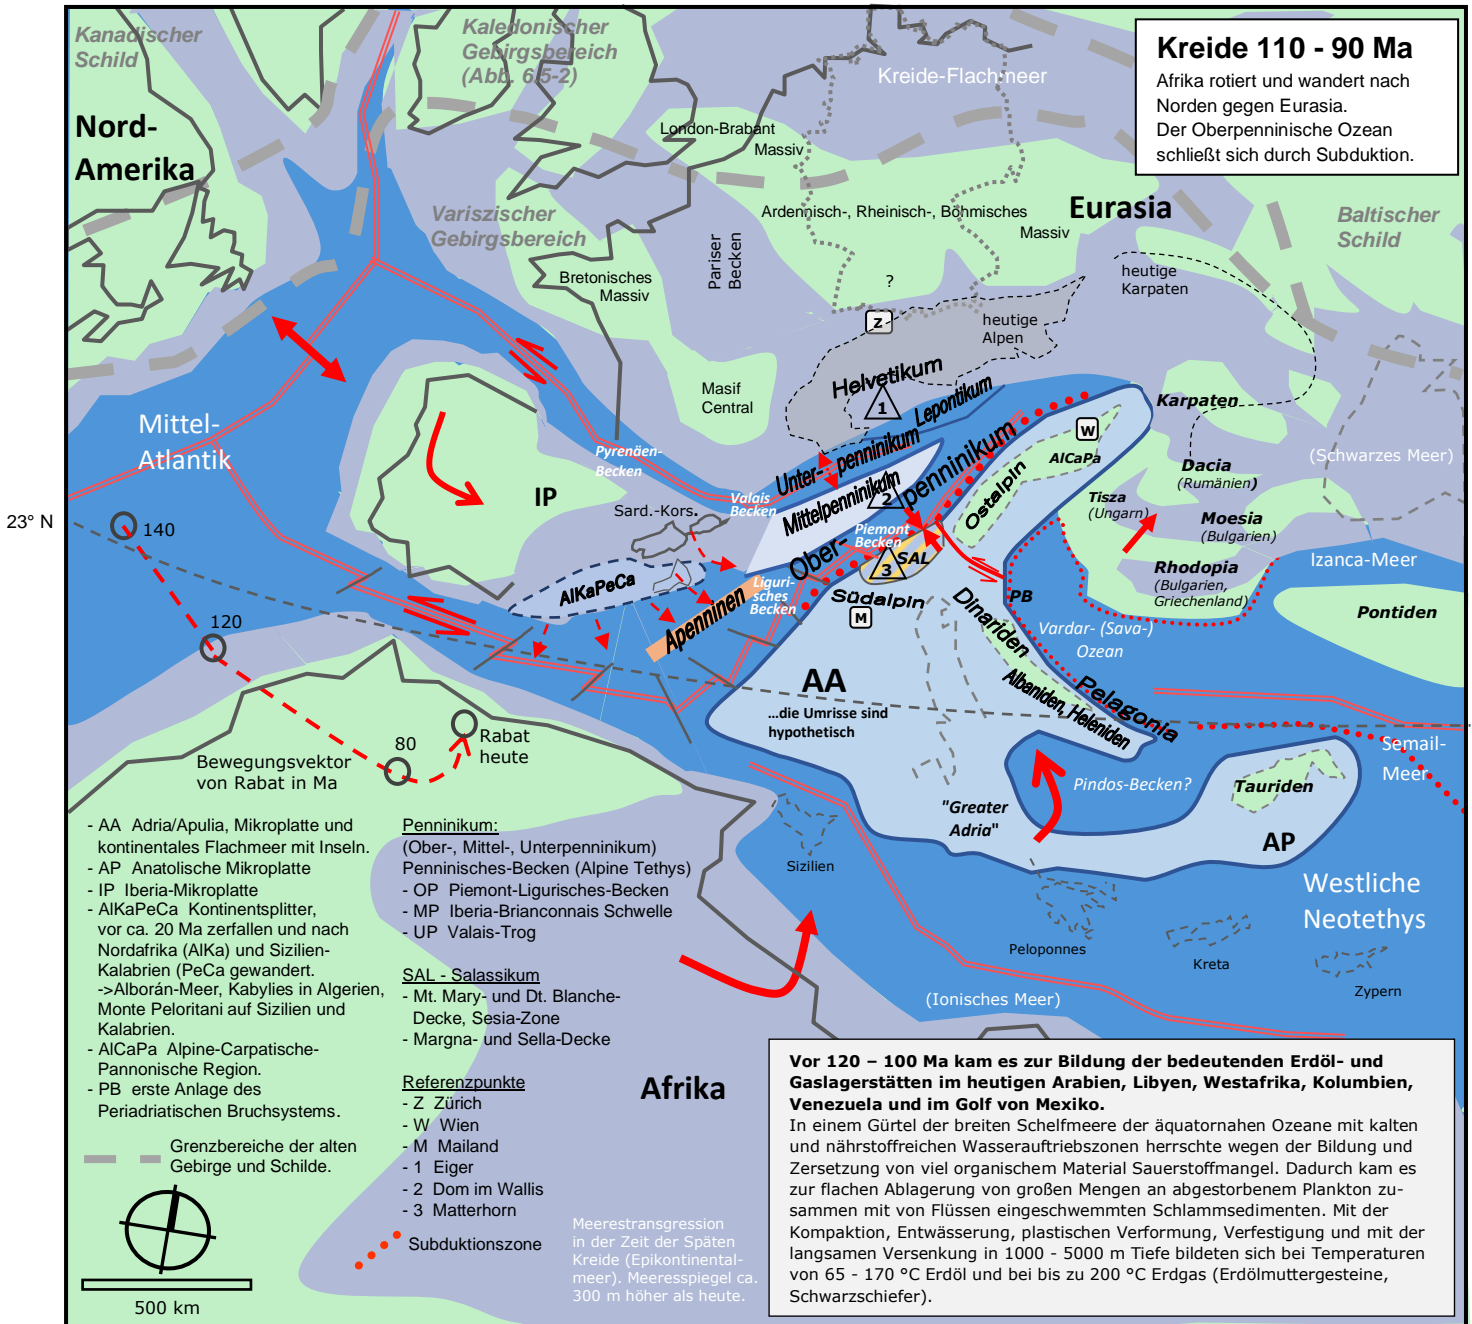 Kreide 110 - 90 Ma
Afrika rotiert und wandert nach
Norden gegen Eurasia.
Der Oberpenninische Ozean
schließt sich durch Subduktion.
Kanadischer
Schild
Kaledonischer
Gebirgsbereich
(Abb. 6.5-2)
Kreide-Flachmeer
Nord-
Amerika
London-Brabant
Massiv
Variszischer
Gebirgsbereich
Ardennisch-, Rheinisch-, Böhmisches
Massiv
Eurasia
Baltischer
Schild
Bretonisches
Massiv
Pariser
Becken
?
heutige
Karpaten
Z
heutige
Alpen
Helvetikum
1
Lepontikum
Masif
Central
Karpaten
Mittel-
Atlantik
Pyrenäen-
Becken
Unter-
penninikum
penninikum
W
AlCaPa
Ostalpin
Dacia
(Rumänien)
(Schwarzes Meer)
IP
Sard.-Kors.
Valais
Becken
Mittelpenninikum
2
Tisza
(Ungarn)
Moesia
(Bulgarien)
23° N
140
Piemont
Becken
Ober-
SAL
3
Izanca-Meer
Rhodopia
(Bulgarien,
Griechenland)
AlKaPeCa
Apenninen
Liguri-
sches
Becken
Südalpin
M
Dinariden
PB
Pontiden
120
Vardar- (Sava-)
Ozean
AA
...die Umrisse sind
hypothetisch
Albaniden, Heleniden
Pelagonia
80
Rabat
heute
Bewegungsvektor
von Rabat in Ma
Semail-
Meer
Pindos-Becken?
Tauriden
"Greater
Adria"
AP
Sizilien
Westliche
Neotethys
Peloponnes
Kreta
Zypern
(Ionisches Meer)
- AA Adria/Apulia, Mikroplatte und
kontinentales Flachmeer mit Inseln.
- AP Anatolische Mikroplatte
- IP Iberia-Mikroplatte
- AlKaPeCa Kontinentsplitter,
vor ca. 20 Ma zerfallen und nach
Nordafrika (AlKa) und Sizilien-
Kalabrien (PeCa gewandert.
->Alborán-Meer, Kabylies in Algerien,
Monte Peloritani auf Sizilien und
Kalabrien.
- AlCaPa Alpine-Carpatische-
Pannonische Region.
- PB erste Anlage des
Periadriatischen Bruchsystems.
Grenzbereiche der alten
Gebirge und Schilde.
500 km
Penninikum:
(Ober-, Mittel-, Unterpenninikum)
Penninisches-Becken (Alpine Tethys)
- OP Piemont-Ligurisches-Becken
- MP Iberia-Brianconnais Schwelle
- UP Valais-Trog
SAL - Salassikum
- Mt. Mary- und Dt. Blanche-
Decke, Sesia-Zone
- Margna- und Sella-Decke
Referenzpunkte
- Z Zürich
- W Wien
- M Mailand
- 1 Eiger
- 2 Dom im Wallis
- 3 Matterhorn
Subduktionszone
Afrika
Meerestransgression
in der Zeit der Späten
Kreide (Epikontinental-
meer). Meeresspiegel ca.
300 m höher als heute.
Vor 120 – 100 Ma kam es zur Bildung der bedeutenden Erdöl- und
Gaslagerstätten im heutigen Arabien, Libyen, Westafrika, Kolumbien,
Venezuela und im Golf von Mexiko.
In einem Gürtel der breiten Schelfmeere der äquatornahen Ozeane mit kalten
und nährstoffreichen Wasserauftriebszonen herrschte wegen der Bildung und
Zersetzung von viel organischem Material Sauerstoffmangel. Dadurch kam es
zur flachen Ablagerung von großen Mengen an abgestorbenem Plankton zu-
sammen mit von Flüssen eingeschwemmten Schlammsedimenten. Mit der
Kompaktion, Entwässerung, plastischen Verformung, Verfestigung und mit der
langsamen Versenkung in 1000 - 5000 m Tiefe bildeten sich bei Temperaturen
von 65 - 170 °C Erdöl und bei bis zu 200 °C Erdgas (Erdölmuttergesteine,
Schwarzschiefer).